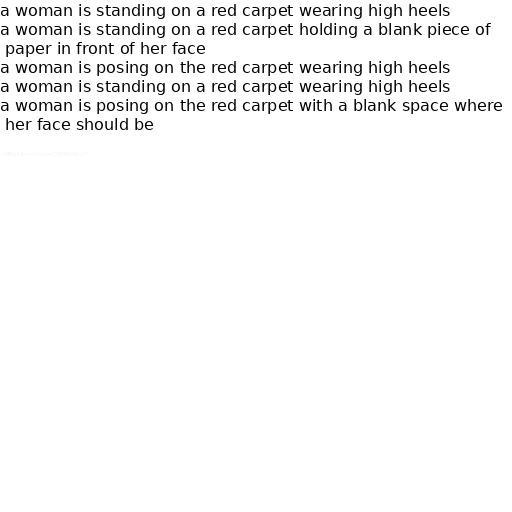 a woman is standing on a red carpet wearing high heels
a woman is standing on a red carpet holding a blank piece of
paper in front of her face
a woman is posing on the red carpet wearing high heels
a woman is standing on a red carpet wearing high heels
a woman is posing on the red carpet with a blank space where
her face should be